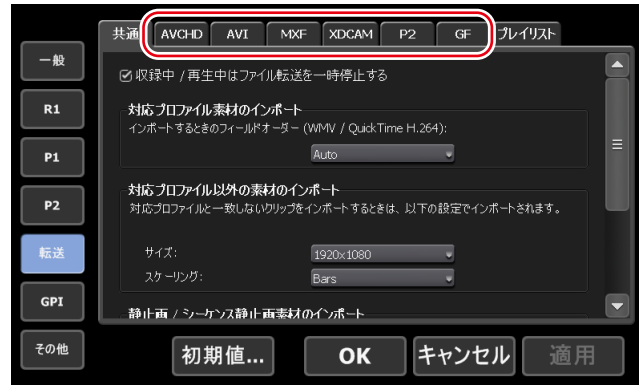 共通 AVCHD AVI MXF XDCAM P2 GF プレイリスト
一般
R1
P1
P2
転送
GPI
その他
収録中 / 再生中はファイル転送を一時停止する
対応プロファイル素材のインポート
インポートするときのフィールドオーダー (WMV / QuickTime H.264):
Auto
対応プロファイル以外の素材のインポート
対応プロファイルと一致しないクリップをインポートするときは、以下の設定でインポートされます。
サイズ: 1920×1080
スケーリング: Bars
静止画 / シーケンス静止画素材のインポート
初期値... OK キャンセル 適用